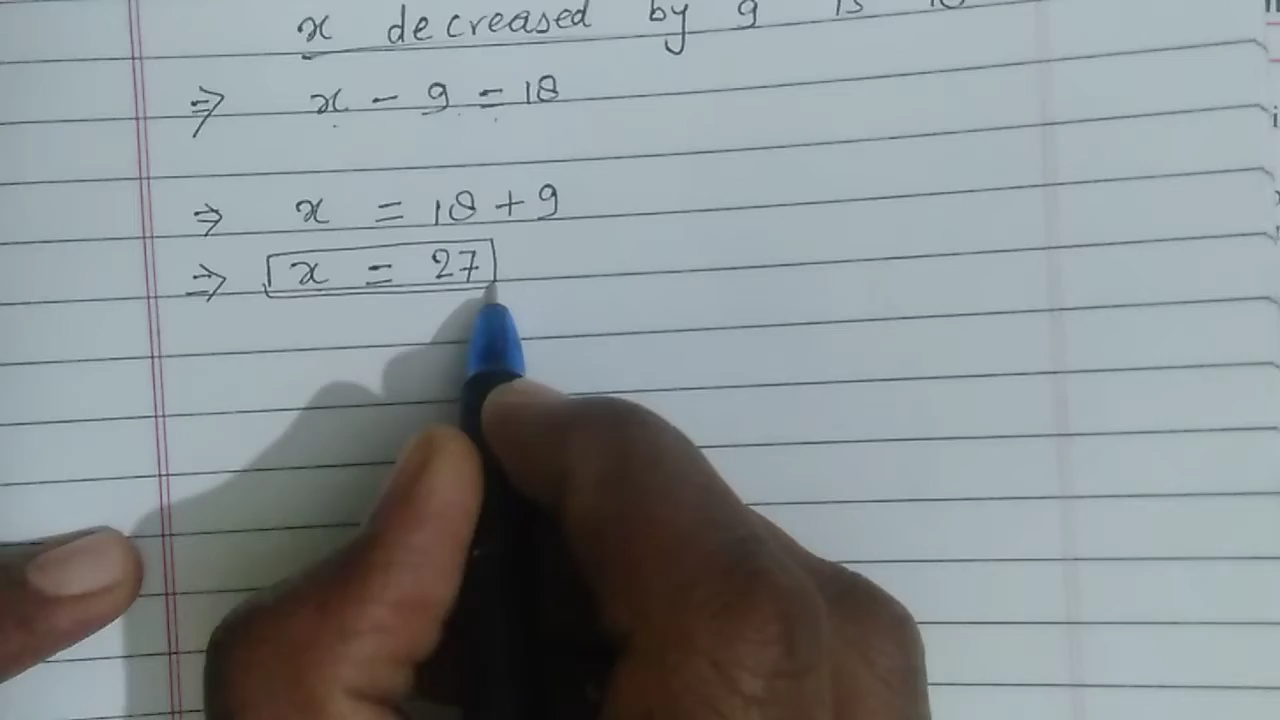 x decreased by 9 is
⇒ x - 9 = 18
⇒ x = 18 + 9
⇒ x = 27